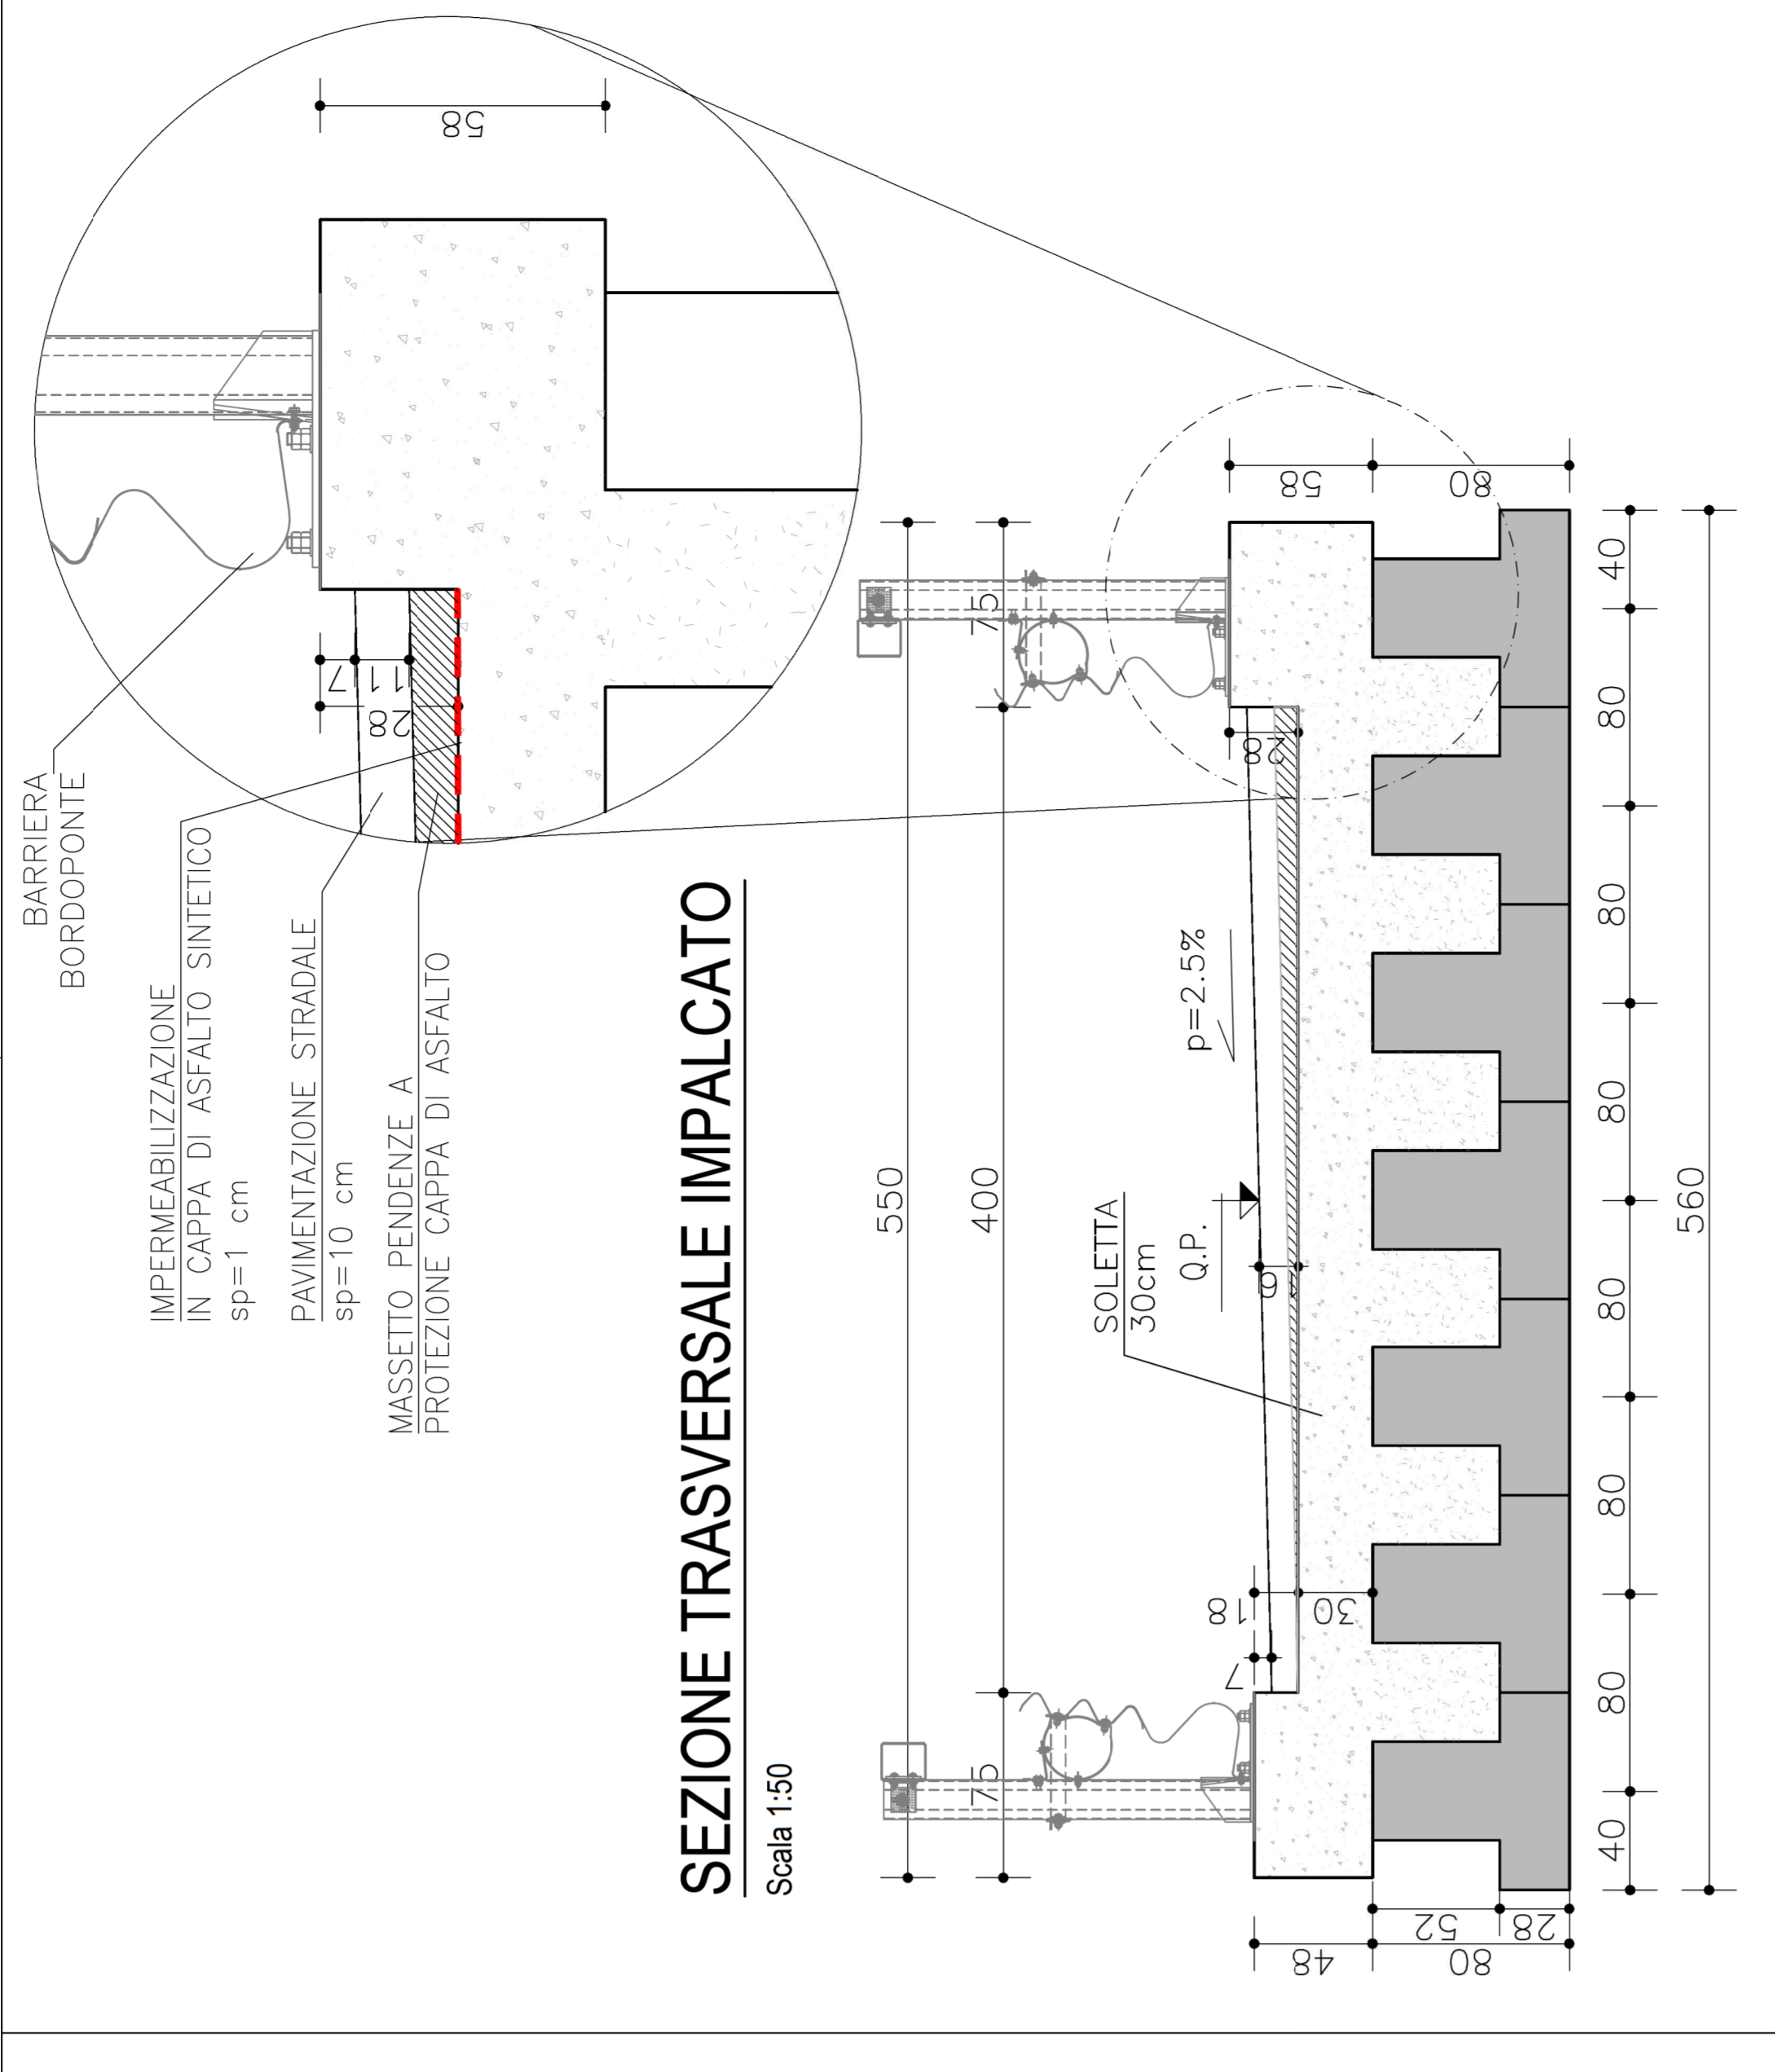 BARRIERA
BORDOPONTE
IMPERMEABILIZZAZIONE
IN CAPPA DI ASFALTO SINTETICO
sp=1 cm
PAVIMENTAZIONE STRADALE
sp=10 cm
MASSETTO PENDENZE A
PROTEZIONE CAPPA DI ASFALTO
58
7
11
28
SEZIONE TRASVERSALE IMPALCATO
Scala 1:50
550
75
400
75
SOLETTA
30cm
Q.P.
p=2.5%
7
18
30
16
28
58
80
48
80
52
28
40
80
80
80
80
80
80
40
560